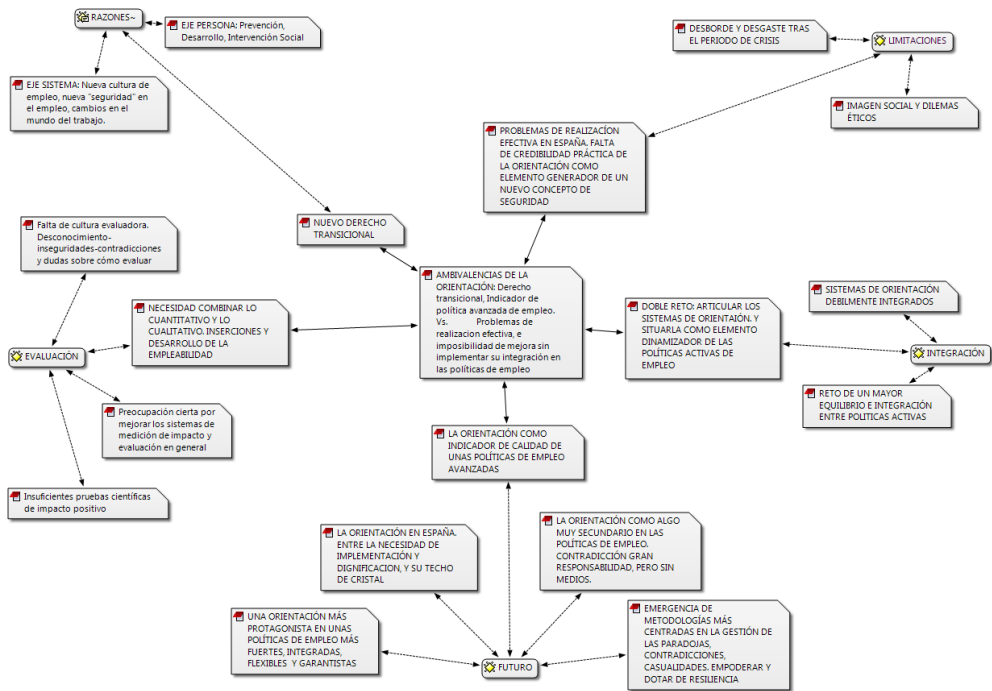 RAZONES~
EJE PERSONA: Prevención,
Desarrollo, Intervención Social
EJE SISTEMA: Nueva cultura de
empleo, nueva "seguridad" en
el empleo, cambios en el
mundo del trabajo.
DESBORDE Y DESGASTE TRAS
EL PERIODO DE CRISIS
LIMITACIONES
IMAGEN SOCIAL Y DILEMAS
ÉTICOS
PROBLEMAS DE REALIZACÍON
EFECTIVA EN ESPAÑA. FALTA
DE CREDIBILIDAD PRÁCTICA DE
LA ORIENTACIÓN COMO
ELEMENTO GENERADOR DE UN
NUEVO CONCEPTO DE
SEGURIDAD
NUEVO DERECHO
TRANSICIONAL
Falta de cultura evaluadora.
Desconocimiento-
inseguridades-contradicciones
y dudas sobre cómo evaluar
NECESIDAD COMBINAR LO
CUANTITATIVO Y LO
CUALITATIVO. INSERCIONES Y
DESARROLLO DE LA
EMPLEABILIDAD
EVALUACIÓN
Preocupación cierta por
mejorar los sistemas de
medición de impacto y
evaluación en general
Insuficientes pruebas científicas
de impacto positivo
AMBIVALENCIAS DE LA
ORIENTACIÓN: Derecho
transicional, Indicador de
política avanzada de empleo.
Vs. Problemas de
realizacion efectiva, e
imposibilidad de mejora sin
implementar su integración en
las políticas de empleo
DOBLE RETO: ARTICULAR LOS
SISTEMAS DE ORIENTAIÓN. Y
SITUARLA COMO ELEMENTO
DINAMIZADOR DE LAS
POLÍTICAS ACTIVAS DE
EMPLEO
SISTEMAS DE ORIENTACIÓN
DEBILMENTE INTEGRADOS
INTEGRACIÓN
RETO DE UN MAYOR
EQUILIBRIO E INTEGRACIÓN
ENTRE POLITICAS ACTIVAS
LA ORIENTACIÓN COMO
INDICADOR DE CALIDAD DE
UNAS POLÍTICAS DE EMPLEO
AVANZADAS
LA ORIENTACIÓN EN ESPAÑA.
ENTRE LA NECESIDAD DE
IMPLEMENTACIÓN Y
DIGNIFICACION, Y SU TECHO
DE CRISTAL
LA ORIENTACIÓN COMO ALGO
MUY SECUNDARIO EN LAS
POLÍTICAS DE EMPLEO.
CONTRADICCIÓN GRAN
RESPONSABILIDAD, PERO SIN
MEDIOS.
UNA ORIENTACIÓN MÁS
PROTAGONISTA EN UNAS
POLÍTICAS DE EMPLEO MÁS
FUERTES, INTEGRADAS,
FLEXIBLES Y GARANTISTAS
FUTURO
EMERGENCIA DE
METODOLOGÍAS MÁS
CENTRADAS EN LA GESTIÓN DE
LAS PARADOJAS,
CONTRADICCIONES,
CASUALIDADES. EMPODERAR Y
DOTAR DE RESILIENCIA